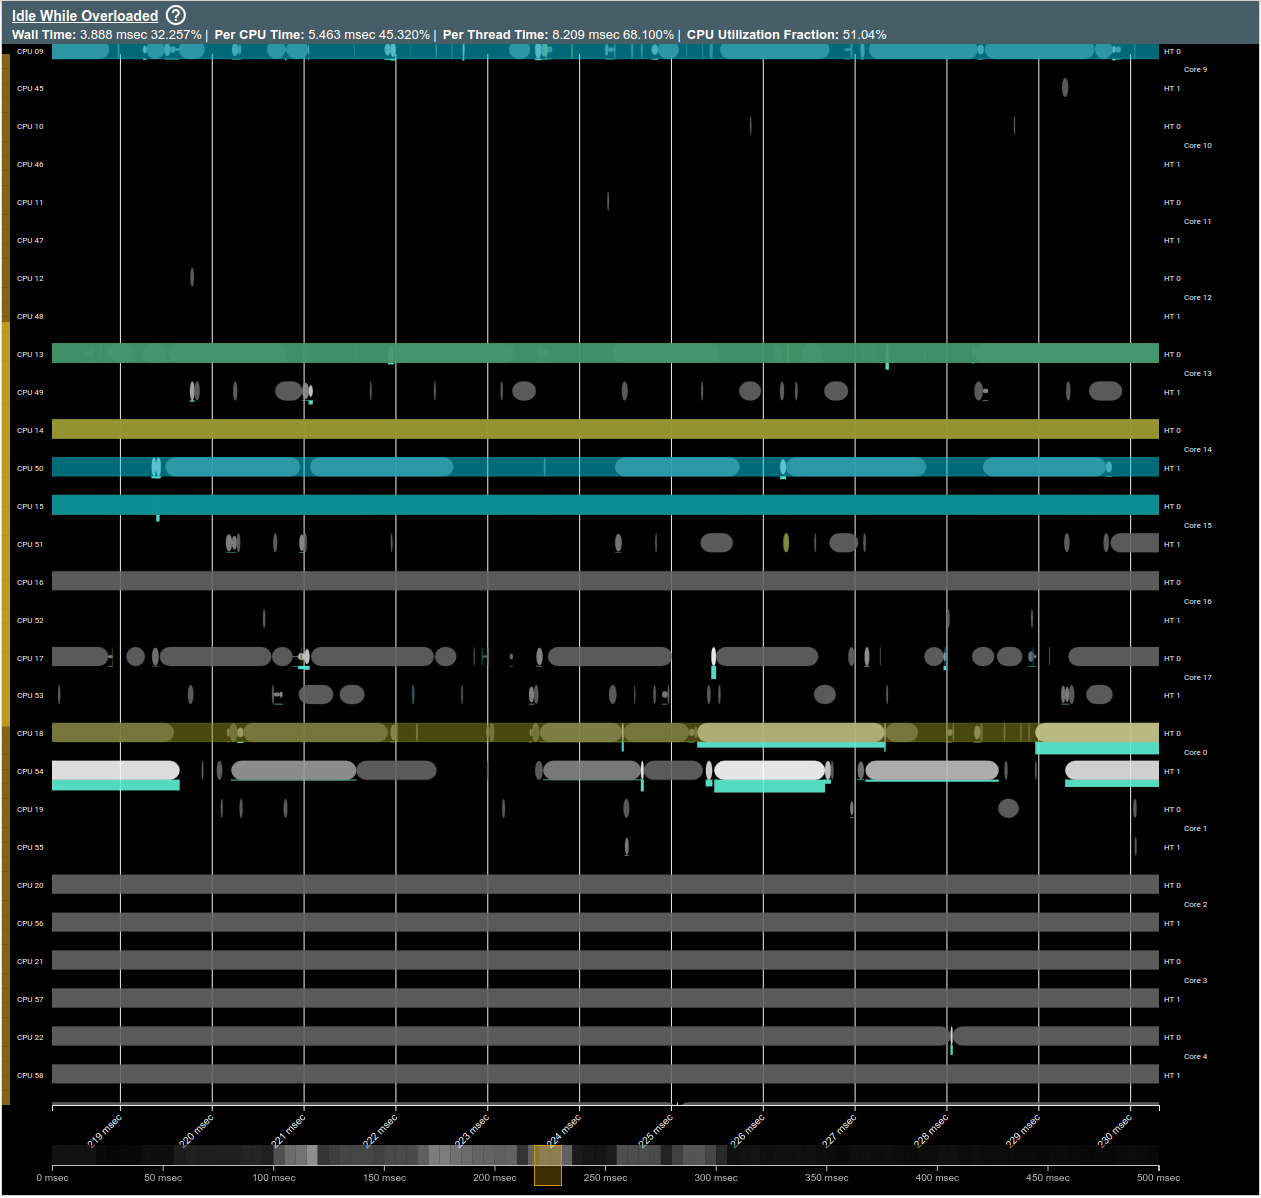 Idle While Overloaded ?
Wall Time: 3.888 msec 32.257% | Per CPU Time: 5.463 msec 45.320% | Per Thread Time: 8.209 msec 68.100% | CPU Utilization Fraction: 51.04%
CPU 09 HT 0
Core 9
CPU 45 HT 1
CPU 10 HT 0
Core 10
CPU 46 HT 1
CPU 11 HT 0
Core 11
CPU 47 HT 1
CPU 12 HT 0
Core 12
CPU 48 HT 1
CPU 13 HT 0
Core 13
CPU 49 HT 1
CPU 14 HT 0
Core 14
CPU 50 HT 1
CPU 15 HT 0
Core 15
CPU 51 HT 1
CPU 16 HT 0
Core 16
CPU 52 HT 1
CPU 17 HT 0
Core 17
CPU 53 HT 1
CPU 18 HT 0
Core 0
CPU 54 HT 1
CPU 19 HT 0
Core 1
CPU 55 HT 1
CPU 20 HT 0
Core 2
CPU 56 HT 1
CPU 21 HT 0
Core 3
CPU 57 HT 1
CPU 22 HT 0
Core 4
CPU 58 HT 1
219 msec 220 msec 221 msec 222 msec 223 msec 224 msec 225 msec 226 msec 227 msec 228 msec 229 msec 230 msec
0 msec 50 msec 100 msec 150 msec 200 msec 250 msec 300 msec 350 msec 400 msec 450 msec 500 msec